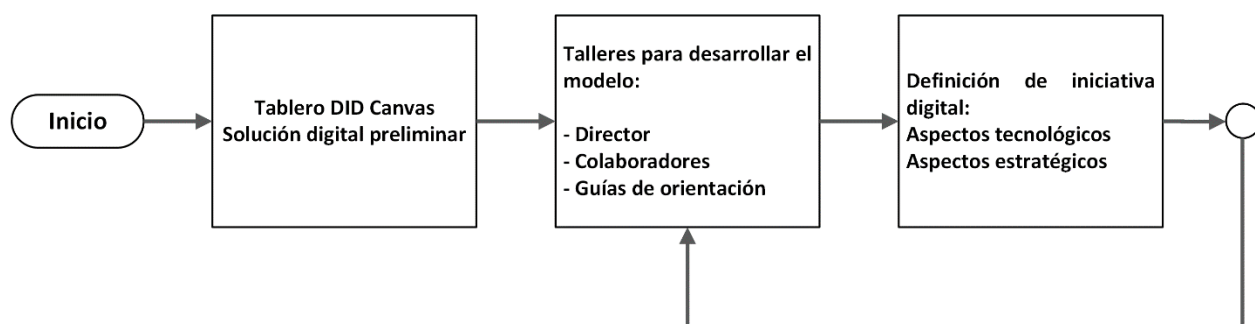 Inicio
Tablero DID Canvas
Solución digital preliminar
Talleres para desarrollar el
modelo:
- Director
- Colaboradores
- Guías de orientación
Definición de iniciativa
digital:
Aspectos tecnológicos
Aspectos estratégicos